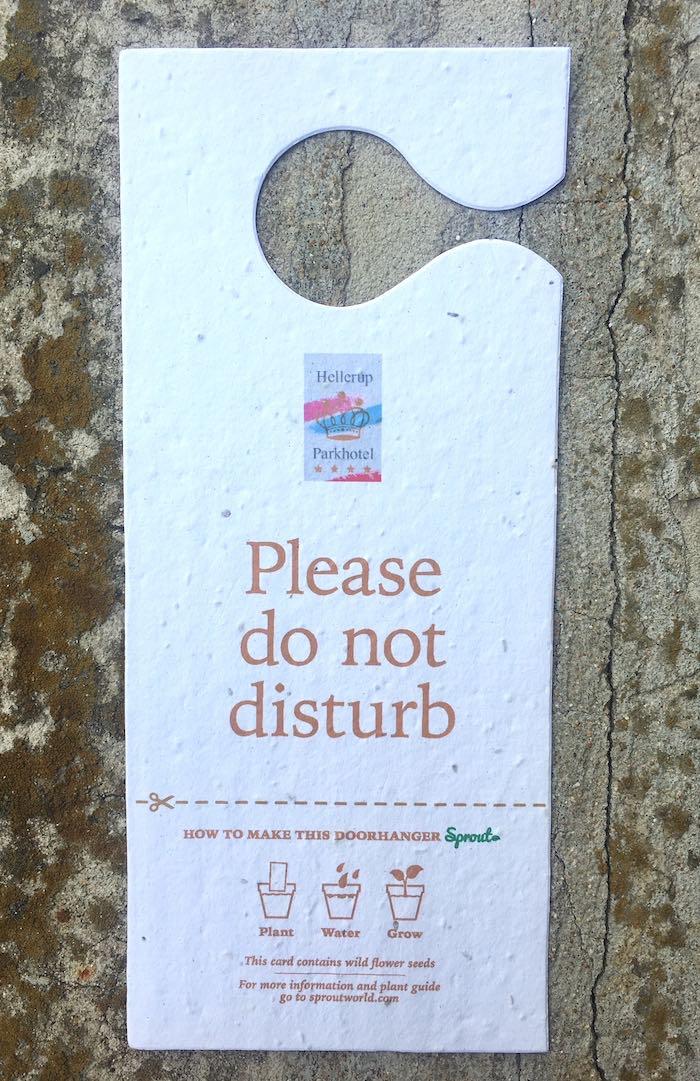 Hellerup
Parkhotel
Please
do not
disturb
HOW TO MAKE THIS DOORHANGER Sprout
Plant Water Grow
This card contains wild flower seeds
For more information and plant guide
go to sproutworld.com